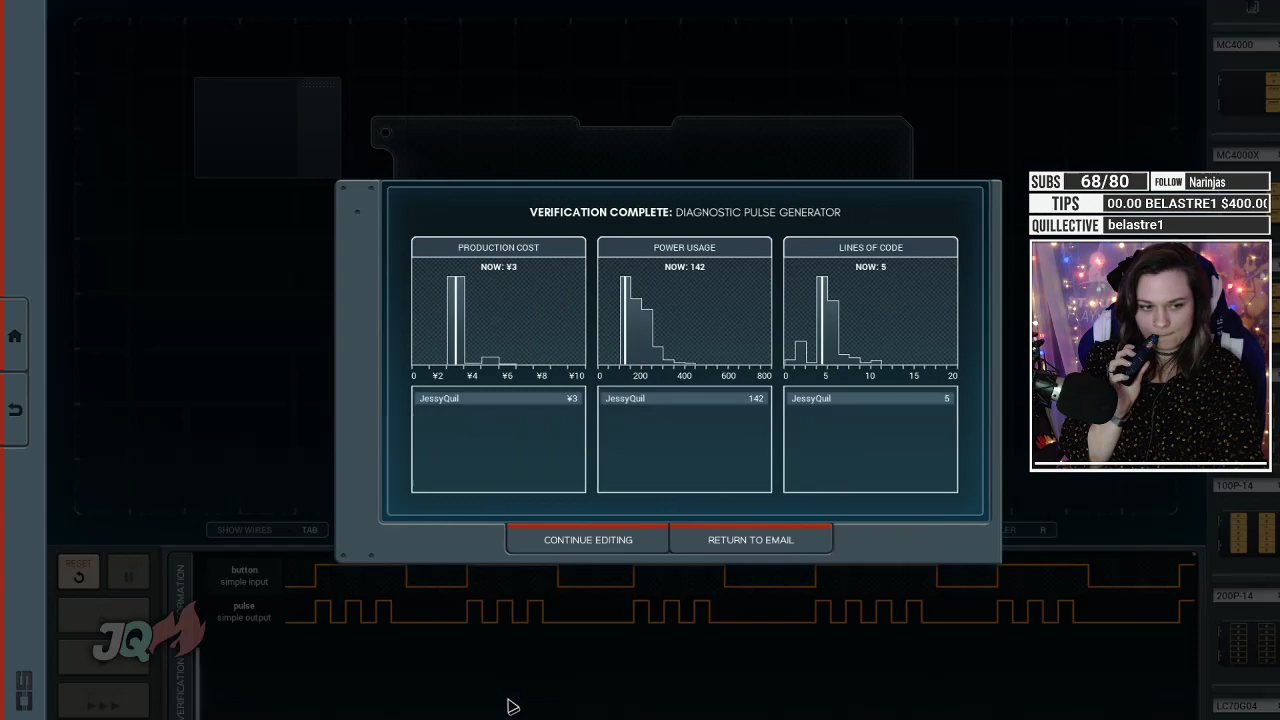 MC4000
MC4000X
SUBS 68/80 FOLLOW Narinjas
TIPS 00.00 BELASTRE1 $400.00
QUILLECTIVE belastre1
VERIFICATION COMPLETE: DIAGNOSTIC PULSE GENERATOR
PRODUCTION COST
NOW: ¥3
0 ¥2 ¥4 ¥6 ¥8 ¥10
JessyQuil ¥3
POWER USAGE
NOW: 142
0 200 400 600 800
JessyQuil 142
LINES OF CODE
NOW: 5
0 5 10 15 20
JessyQuil 5
SHOW WIRES TAB
R
CONTINUE EDITING
RETURN TO EMAIL
100P-14
200P-14
LC70G04
RESET
button
simple input
pulse
simple output
VERIFICATION
JQ